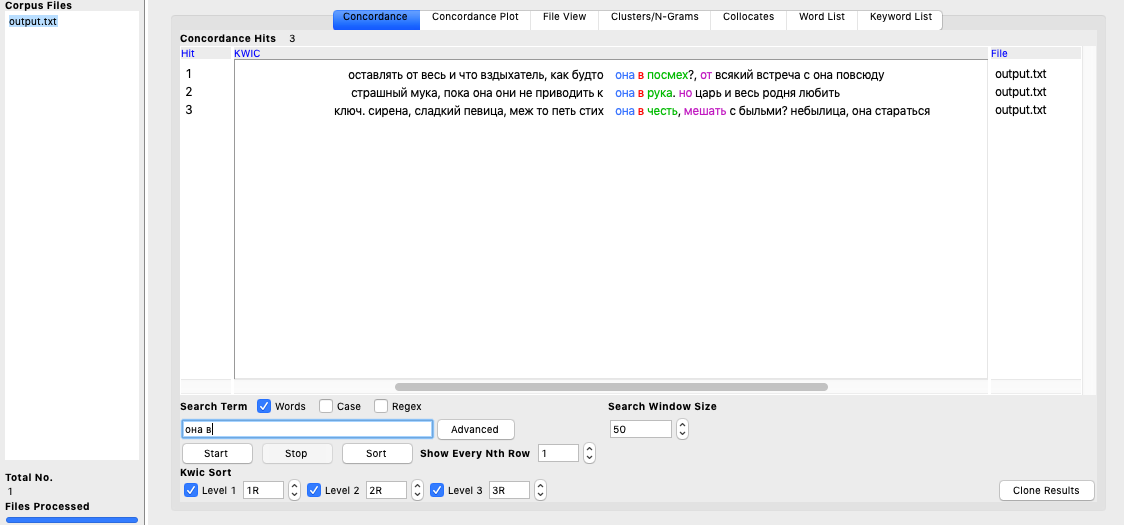 Corpus Files
output.txt
Concordance Concordance Plot File View Clusters/N-Grams Collocates Word List Keyword List
Concordance Hits 3
Hit KWIC File
1 оставлять от весь и что вздыхатель, как будто она в посмех?, от всякий встреча с она повсюду output.txt
2 страшный мука, пока она они не приводить к она в рука. но царь и весь родня любить output.txt
3 ключ. сирена, сладкий певица, меж то петь стих она в честь, мешать с быльми? небылица, она стараться output.txt
Search Term Words Case Regex Search Window Size
она в Advanced 50
Start Stop Sort Show Every Nth Row 1
Kwic Sort
Level 1 1R Level 2 2R Level 3 3R Clone Results
Total No.
1
Files Processed